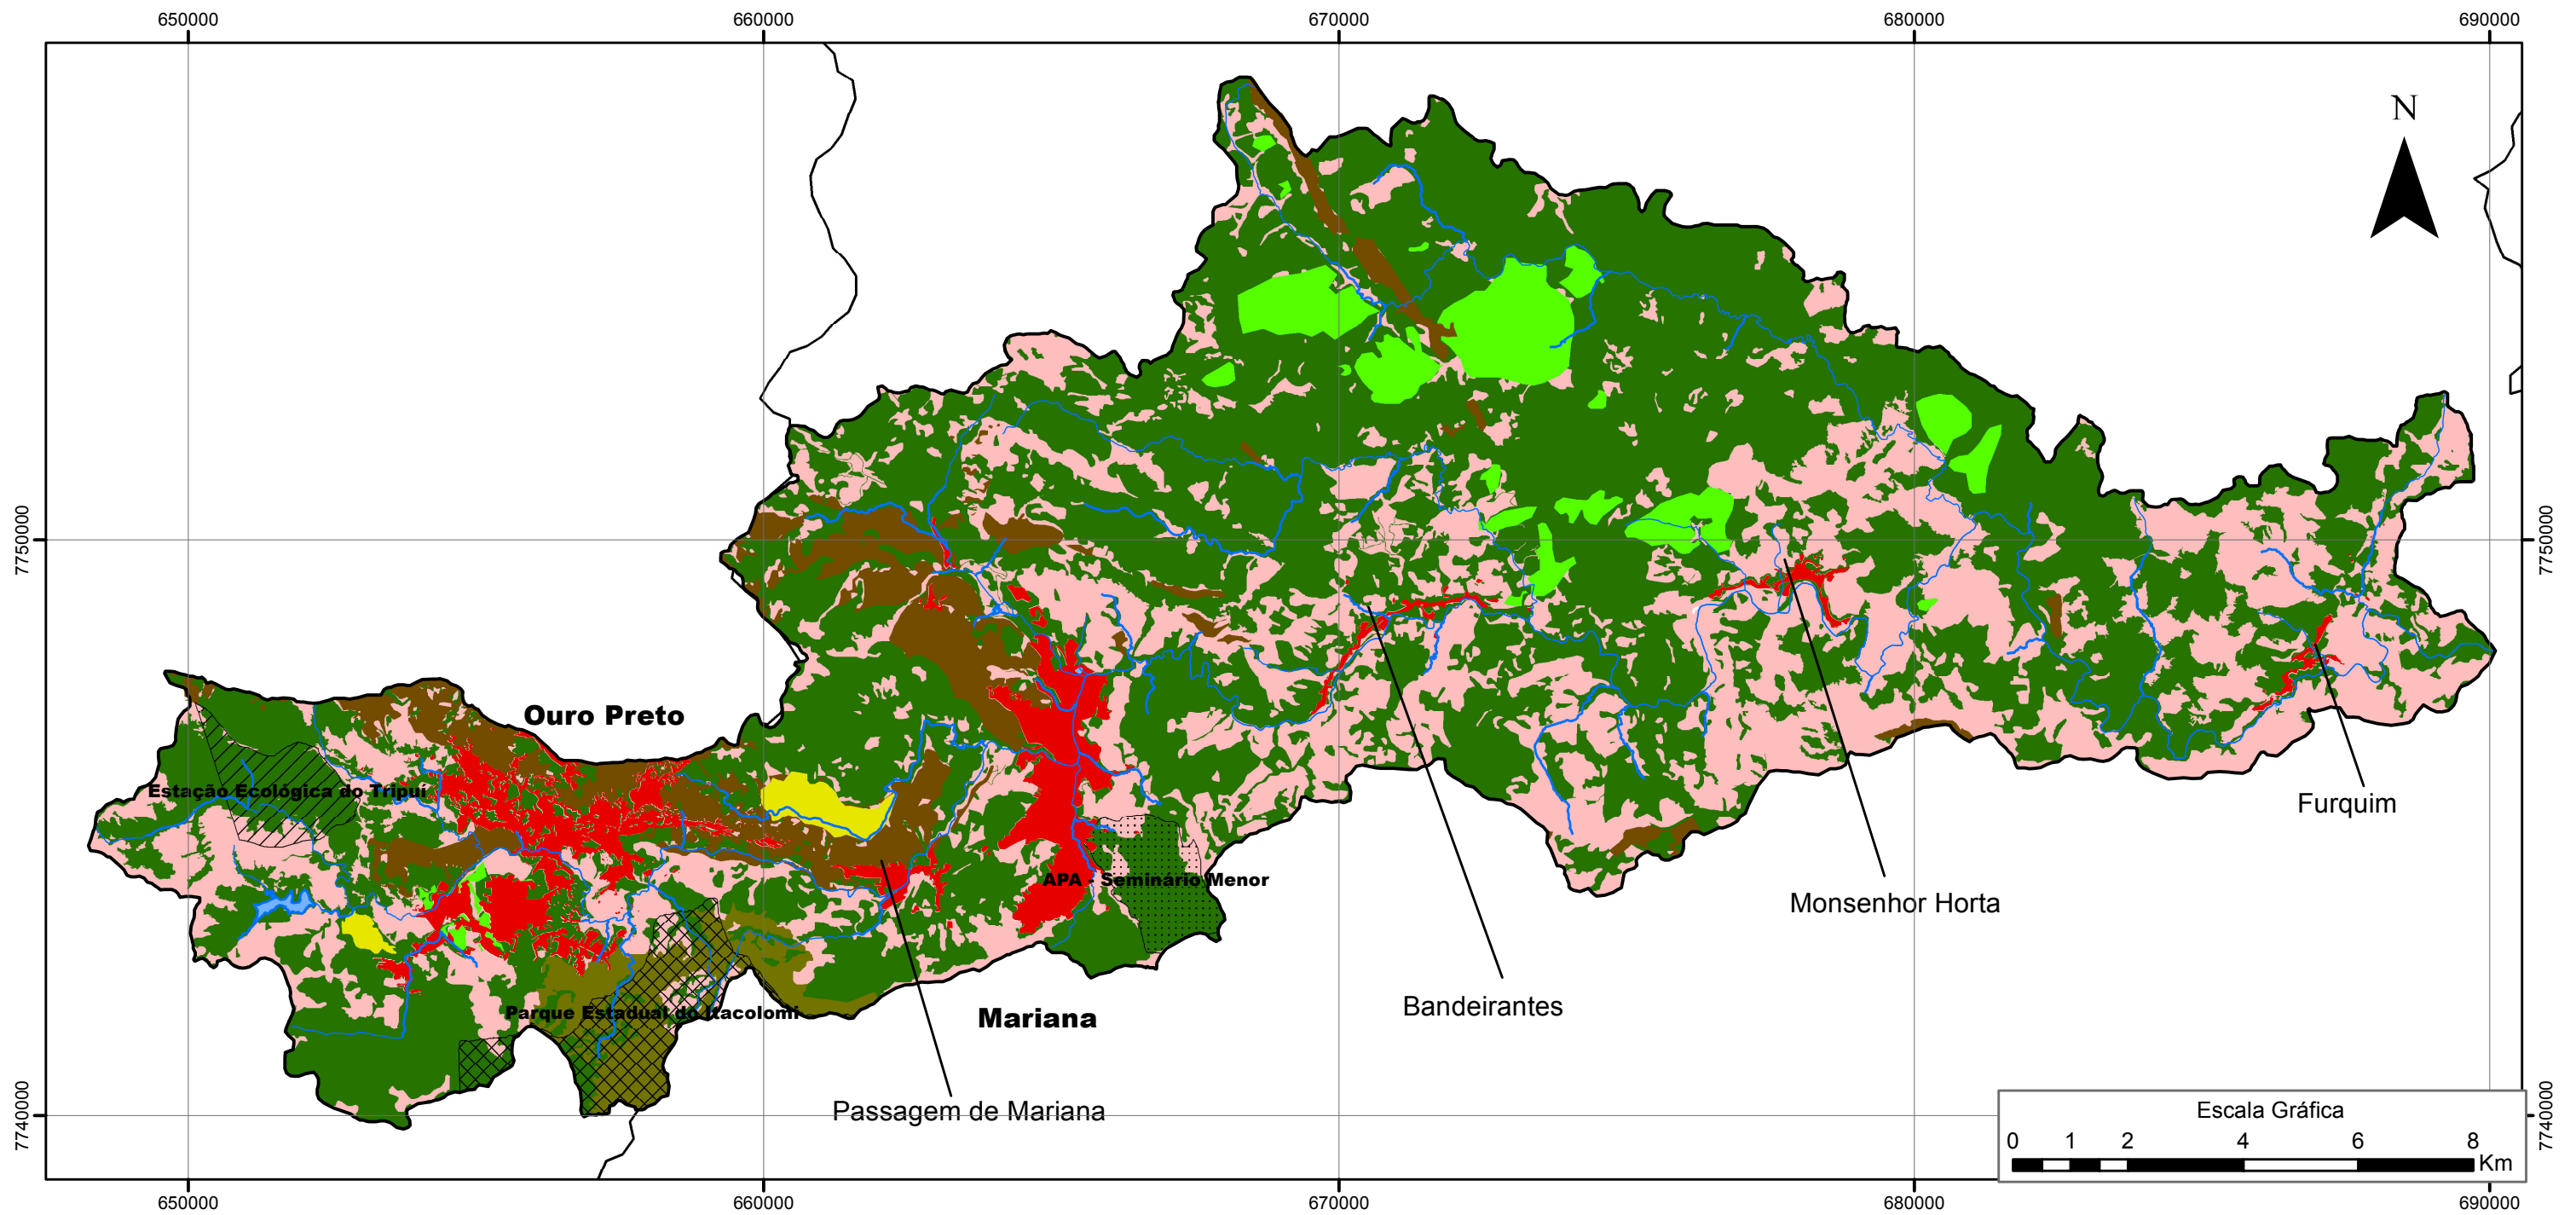 650000 660000 670000 680000 690000
N
7750000 7750000
Ouro Preto
Estação Ecológica do Tripuí
Furquim
APA - Seminário Menor
Monsenhor Horta
Bandeirantes
Parque Estadual do Itacolomi
Mariana
Passagem de Mariana
7740000 7740000
Escala Gráfica
0 1 2 4 6 8
Km
650000 660000 670000 680000 690000